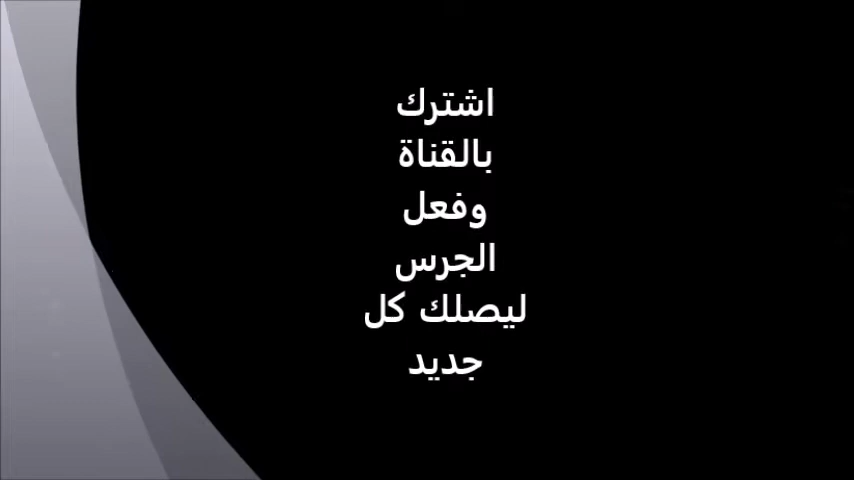 اشترك
بالقناة
وفعل
الجرس
ليصلك كل
جديد